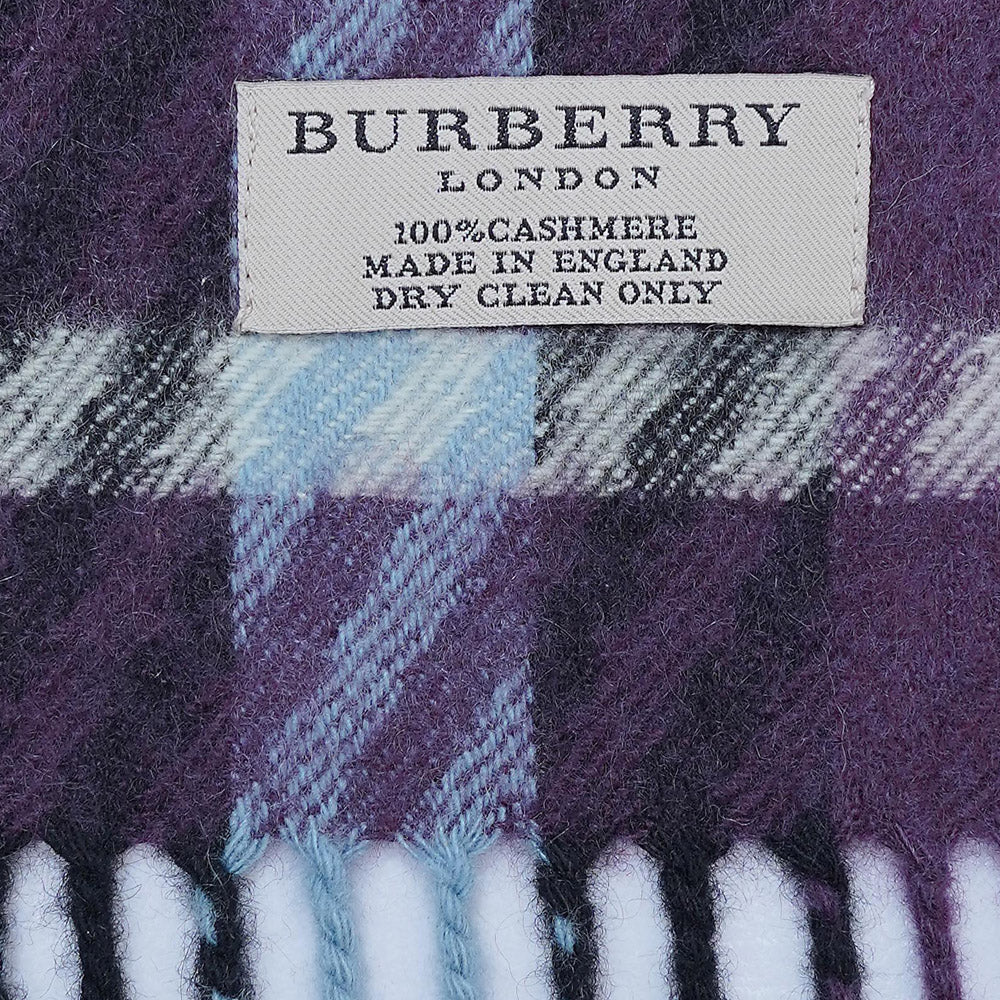 BURBERRY
LONDON
100%CASHMERE
MADE IN ENGLAND
DRY CLEAN ONLY